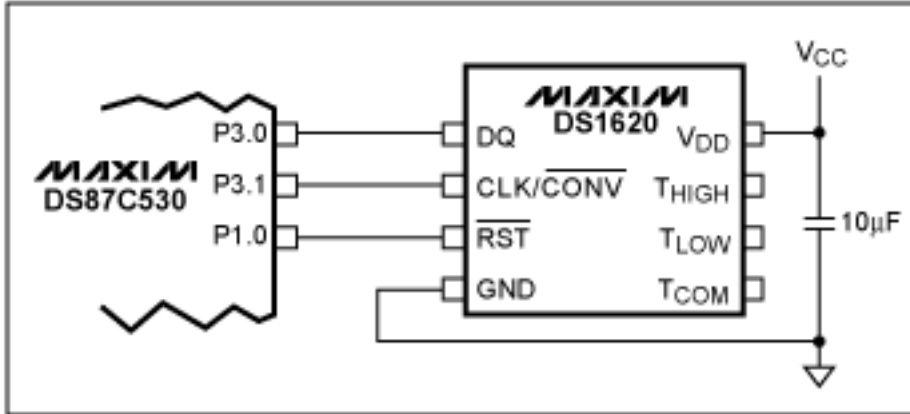 MAXIM
DS87C530
P3.0
P3.1
P1.0
MAXIM
DS1620
DQ
CLK/CONV
RST
GND
VDD
THIGH
TLOW
TCOM
VCC
10µF